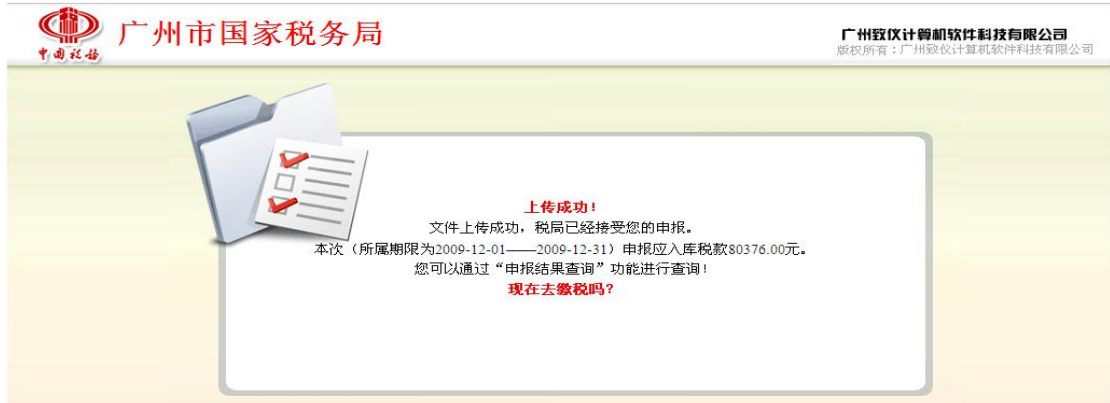 广州市国家税务局
中国税务
广州致仪计算机软件科技有限公司
版权所有：广州致仪计算机软件科技有限公司
上传成功！
文件上传成功，税局已经接受您的申报。
本次（所属期限为2009-12-01——2009-12-31）申报应入库税款80376.00元。
您可以通过“申报结果查询”功能进行查询！
现在去缴税吗？